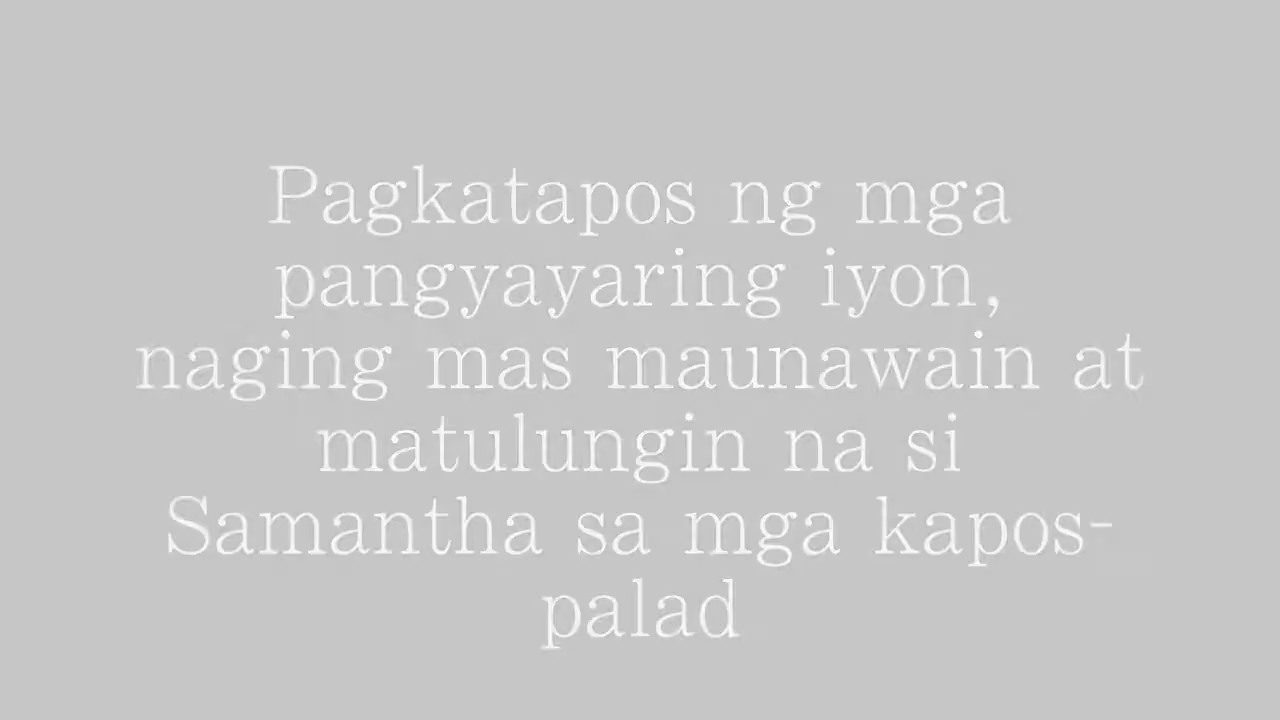 Pagkatapos ng mga
pangyayaring iyon,
naging mas maunawain at
matulungin na si
Samantha sa mga kapos-
palad